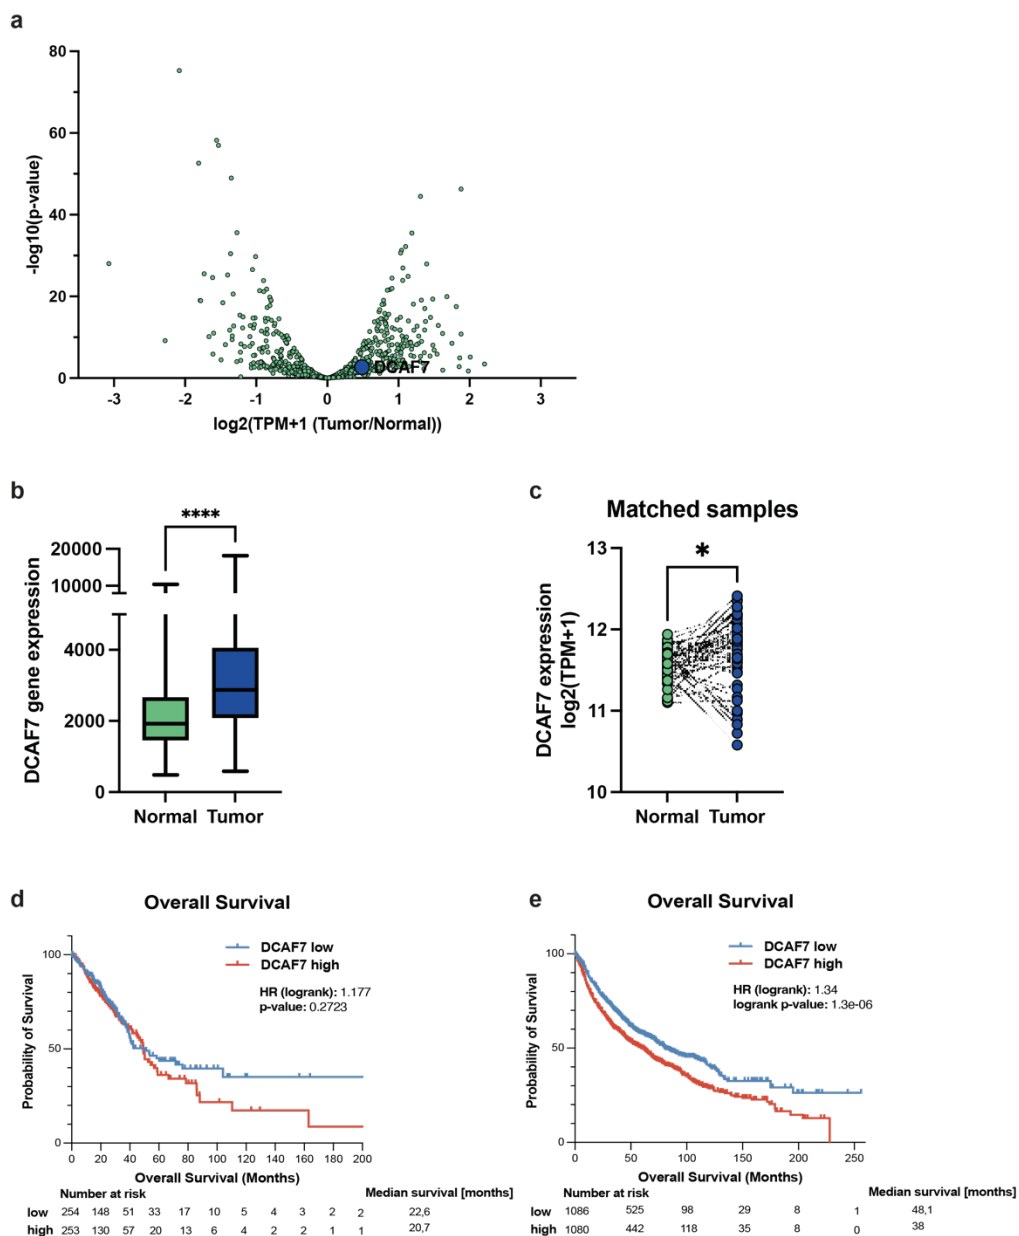 a
80
60
40
20
0
-log10(p-value)
DCAF7
-3 -2 -1 0 1 2 3
log2(TPM+1 (Tumor/Normal))
b
****
20000
10000
4000
2000
0
DCAF7 gene expression
Normal Tumor
c
Matched samples
*
13
12
11
10
DCAF7 expression
log2(TPM+1)
Normal Tumor
d
Overall Survival
DCAF7 low
DCAF7 high
HR (logrank): 1.177
p-value: 0.2723
100
50
0
Probability of Survival
0 20 40 60 80 100 120 140 160 180 200
Overall Survival (Months)
Number at risk Median survival [months]
low 254 148 51 33 17 10 5 4 3 2 2 22,6
high 253 130 57 20 13 6 4 2 2 1 1 20,7
e
Overall Survival
DCAF7 low
DCAF7 high
HR (logrank): 1.34
logrank p-value: 1.3e-06
100
50
0
Probability of Survival
0 50 100 150 200 250
Overall Survival (Months)
Number at risk Median survival [months]
low 1086 525 98 29 8 1 48,1
high 1080 442 118 35 8 0 38